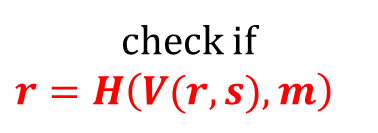 check if
r = H(V(r, s), m)